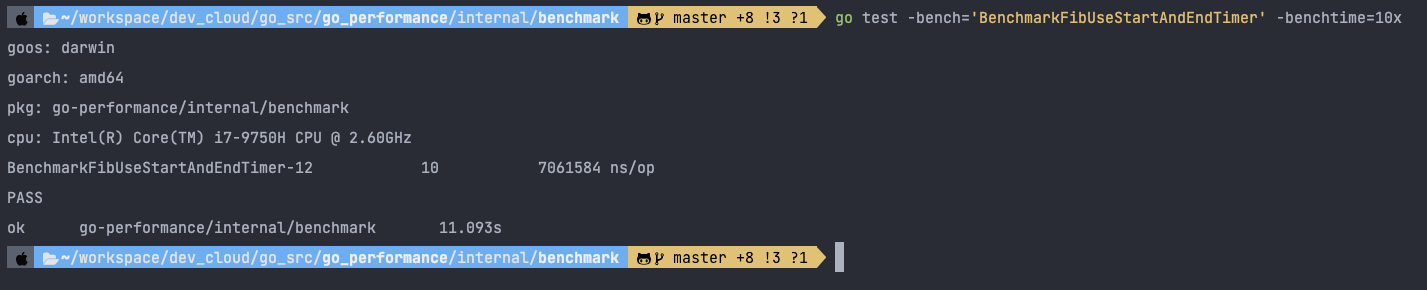 ~/workspace/dev_cloud/go_src/go_performance/internal/benchmark master +8 !3 ?1 go test -bench='BenchmarkFibUseStartAndEndTimer' -benchtime=10x
goos: darwin
goarch: amd64
pkg: go-performance/internal/benchmark
cpu: Intel(R) Core(TM) i7-9750H CPU @ 2.60GHz
BenchmarkFibUseStartAndEndTimer-12 10 7061584 ns/op
PASS
ok go-performance/internal/benchmark 11.093s
~/workspace/dev_cloud/go_src/go_performance/internal/benchmark master +8 !3 ?1